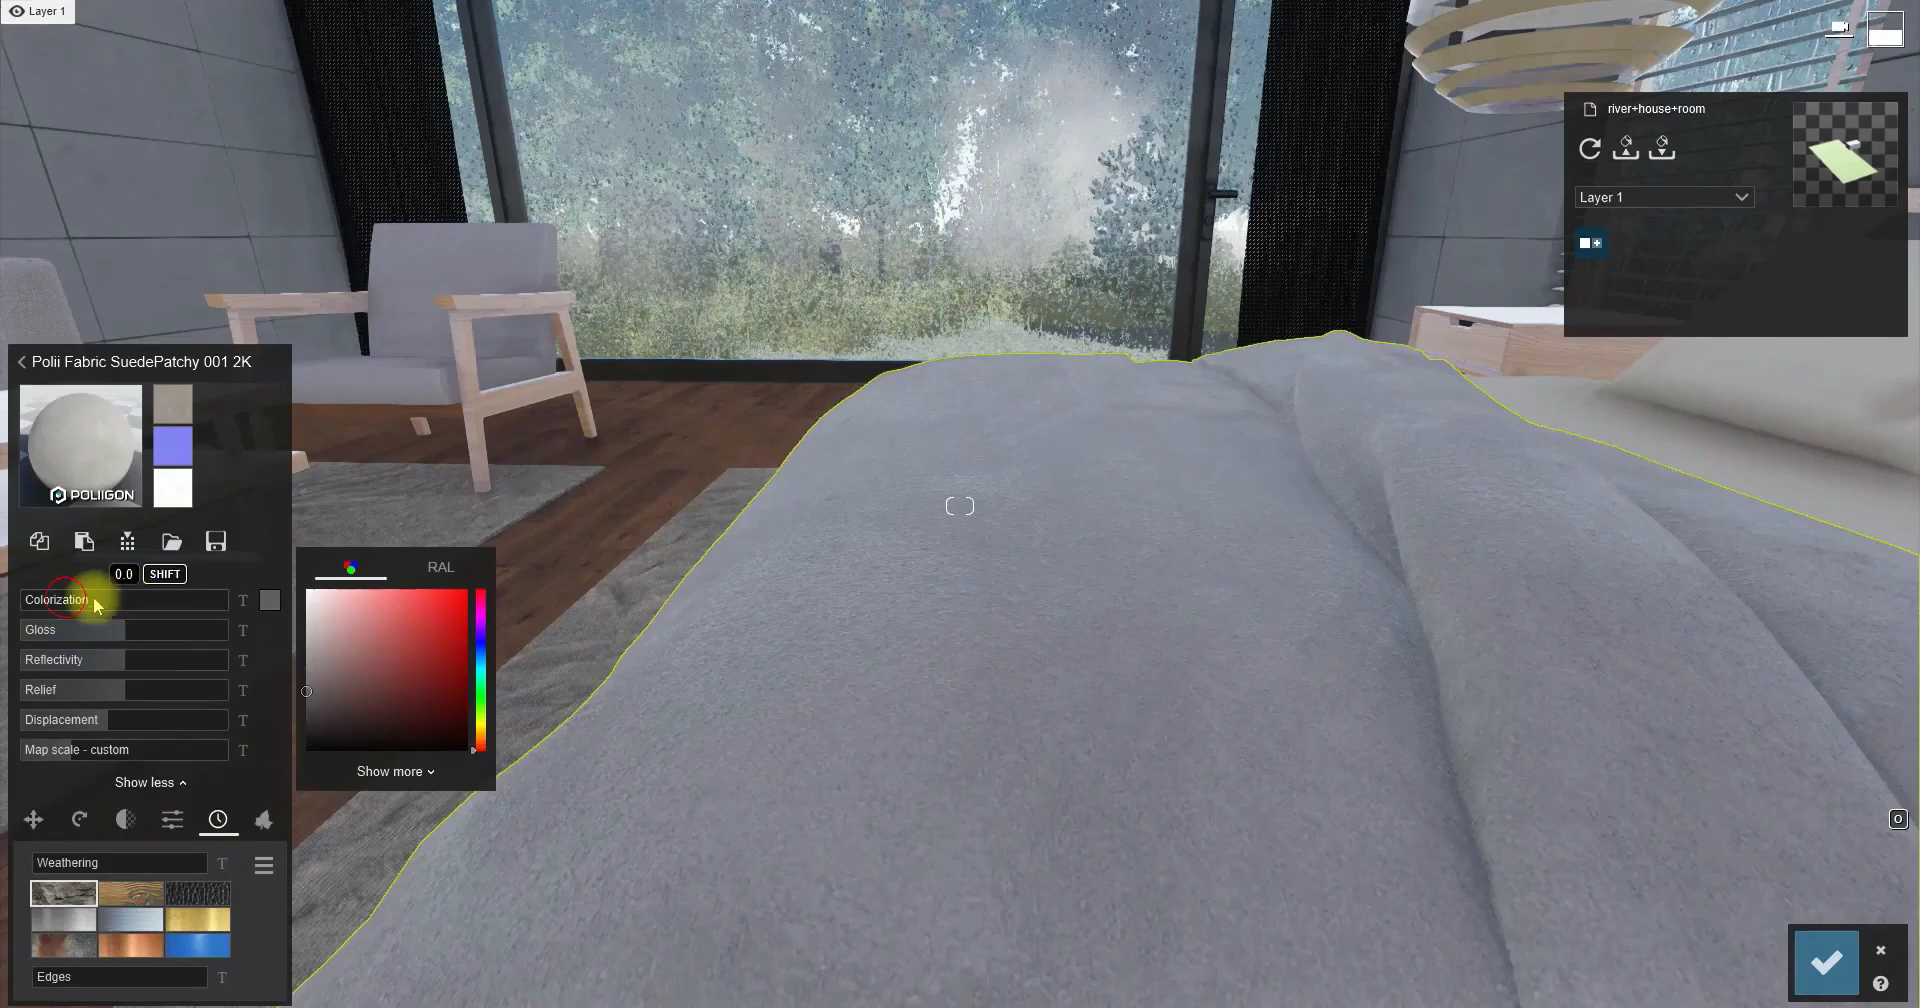 Layer 1
river+house+room
Layer 1
Polii Fabric SuedePatchy 001 2K
POLIIGON
0.0 SHIFT
Colorization T
Gloss T
Reflectivity T
Relief T
Displacement T
Map scale - custom T
Show less
Weathering T
Edges T
RAL
Show more
O
?